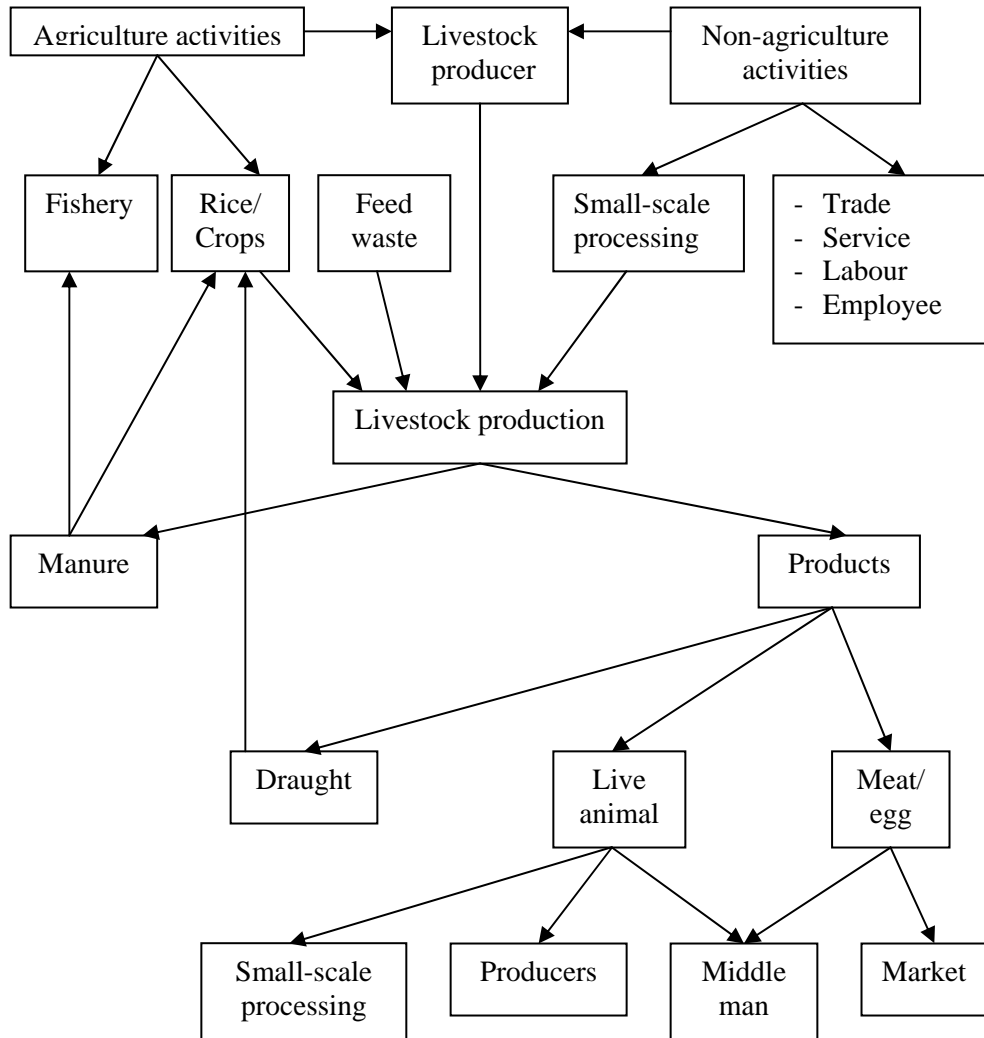 Agriculture activities
Livestock
producer
Non-agriculture
activities
Fishery
Rice/
Crops
Feed
waste
Small-scale
processing
- Trade
- Service
- Labour
- Employee
Livestock production
Manure
Products
Draught
Live
animal
Meat/
egg
Small-scale
processing
Producers
Middle
man
Market